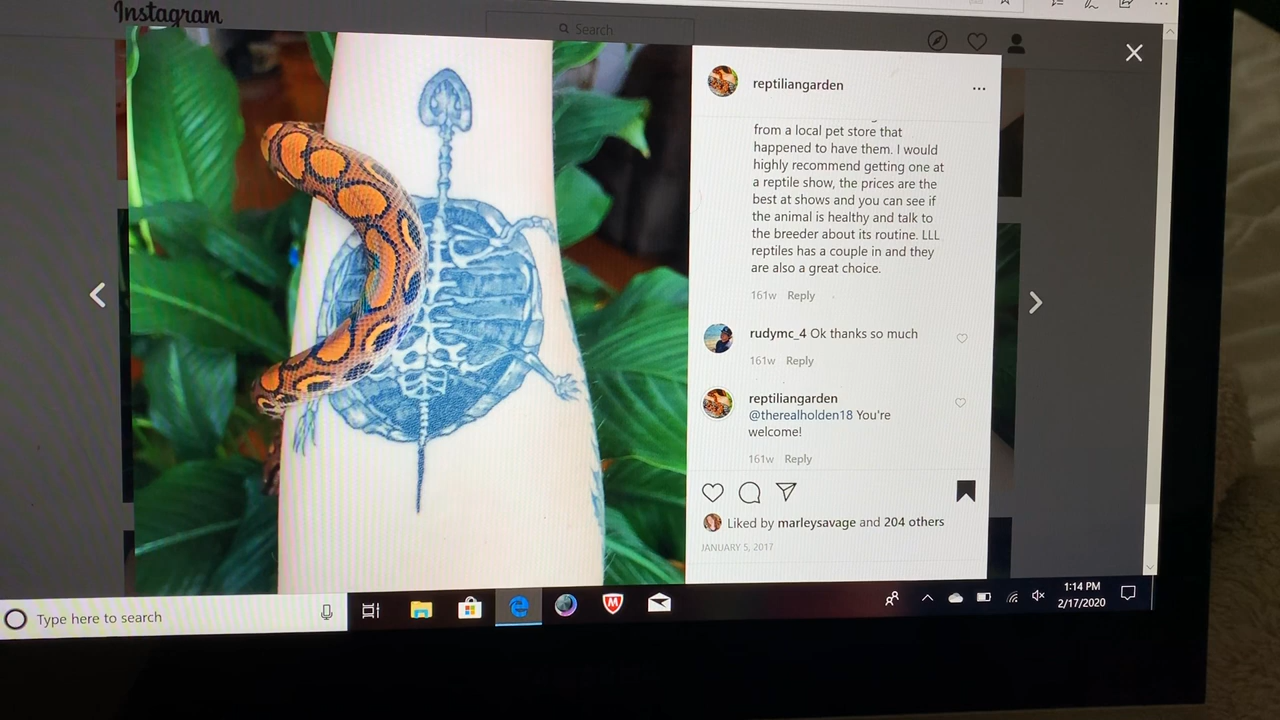 Instagram
Search
reptiliangarden
from a local pet store that
happened to have them. I would
highly recommend getting one at
a reptile show, the prices are the
best at shows and you can see if
the animal is healthy and talk to
the breeder about its routine. LLL
reptiles has a couple in and they
are also a great choice.
161w Reply
rudymc_4 Ok thanks so much
161w Reply
reptiliangarden
@therealholden18 You're
welcome!
161w Reply
Liked by marleysavage and 204 others
JANUARY 5, 2017
Type here to search
1:14 PM
2/17/2020